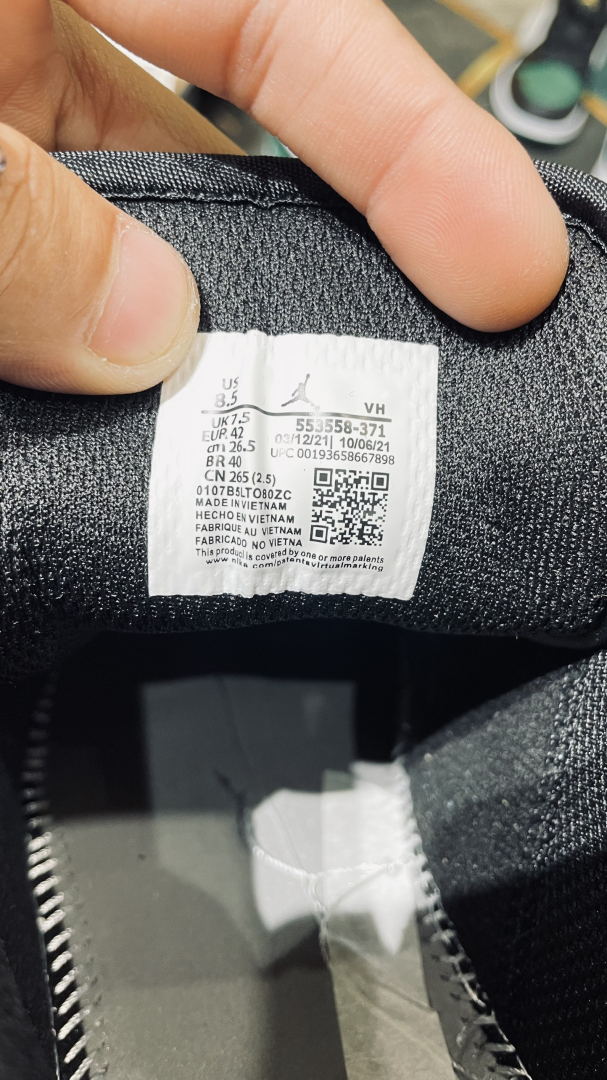 US
8.5
VH
UK 7.5
553558-371
EUR 42
03/12/21| 10/06/21
cm 26.5
UPC 00193658667898
BR 40
CN 265 (2.5)
0107B5LTO80ZC
MADE IN VIETNAM
HECHO EN VIETNAM
FABRIQUE AU VIETNAM
FABRICADO NO VIETNA
This product is covered by one or more patents
www.nike.com/patentsvirtualmarking